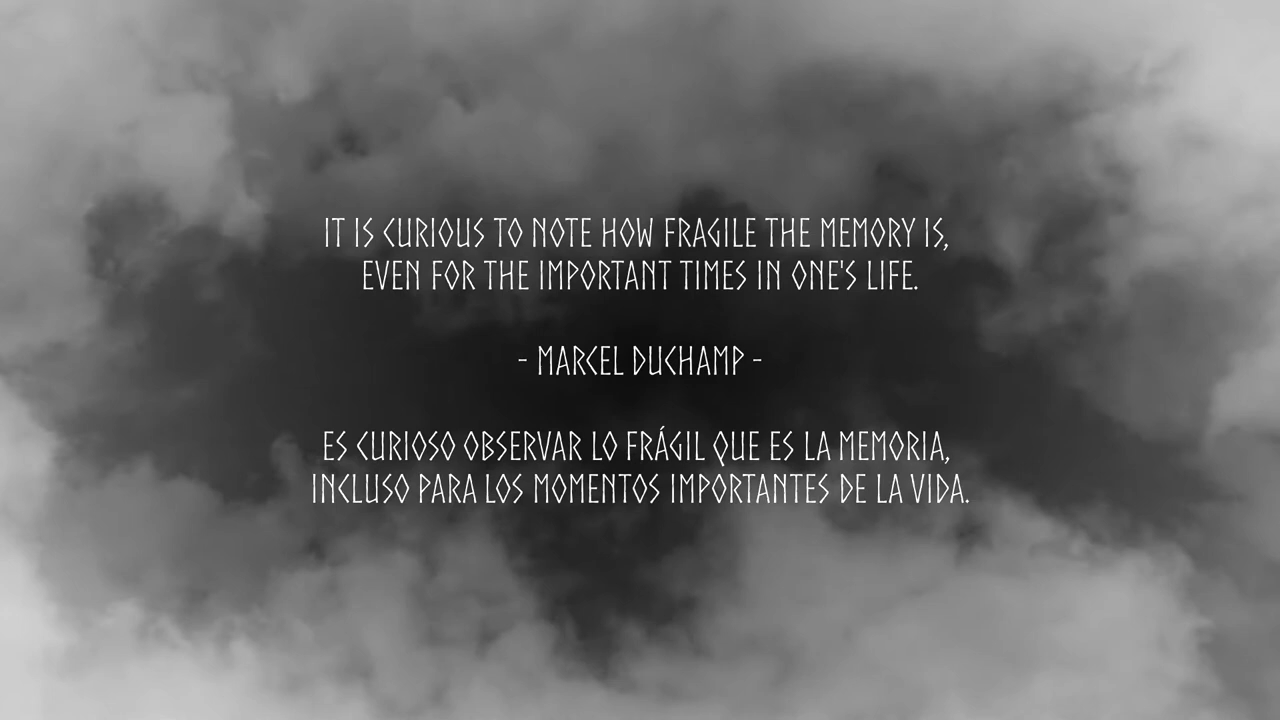 IT IS CURIOUS TO NOTE HOW FRAGILE THE MEMORY IS,
EVEN FOR THE IMPORTANT TIMES IN ONE'S LIFE.
- MARCEL DUCHAMP -
ES CURIOSO OBSERVAR LO FRÁGIL QUE ES LA MEMORIA,
INCLUSO PARA LOS MOMENTOS IMPORTANTES DE LA VIDA.